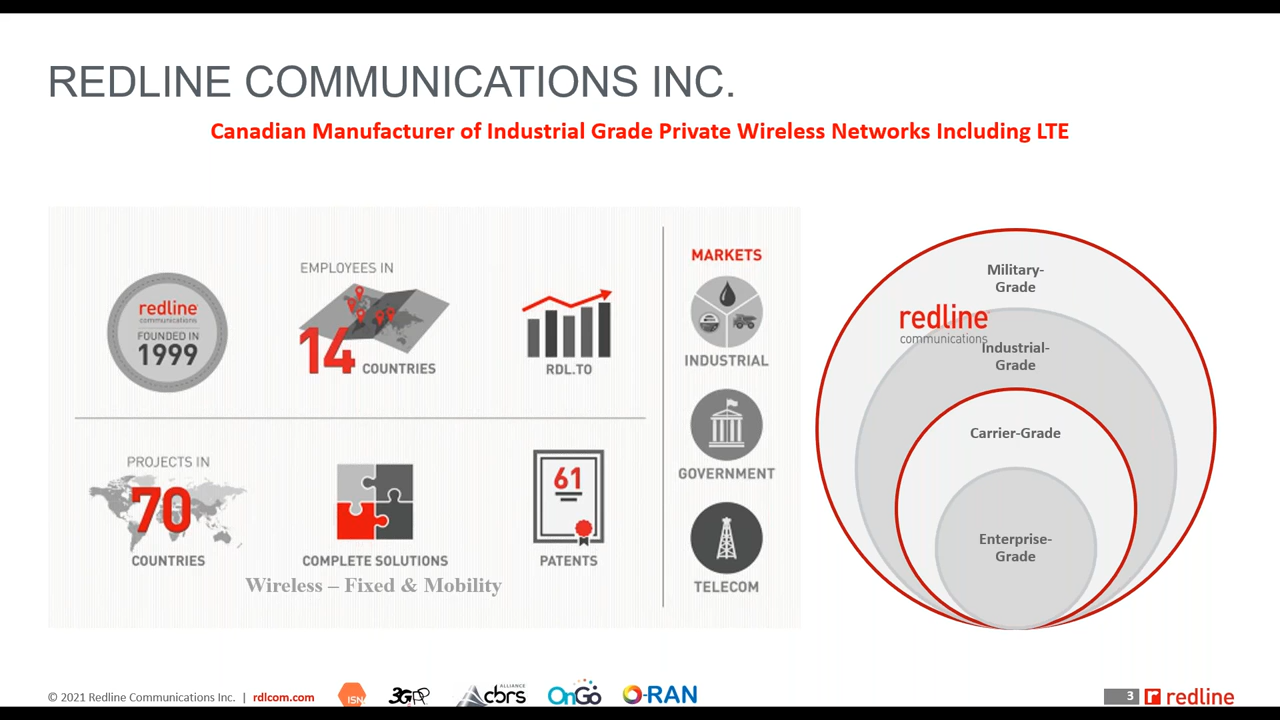 REDLINE COMMUNICATIONS INC.
Canadian Manufacturer of Industrial Grade Private Wireless Networks Including LTE
redline
communications
FOUNDED IN
1999
EMPLOYEES IN
14 COUNTRIES
RDL.TO
PROJECTS IN
70
COUNTRIES
COMPLETE SOLUTIONS
Wireless – Fixed & Mobility
61
PATENTS
MARKETS
INDUSTRIAL
GOVERNMENT
TELECOM
Military-
Grade
redline
communications
Industrial-
Grade
Carrier-Grade
Enterprise-
Grade
© 2021 Redline Communications Inc. | rdlcom.com
ISN
3GPP
cbrs
ALLIANCE
OnGo
O-RAN
3
redline